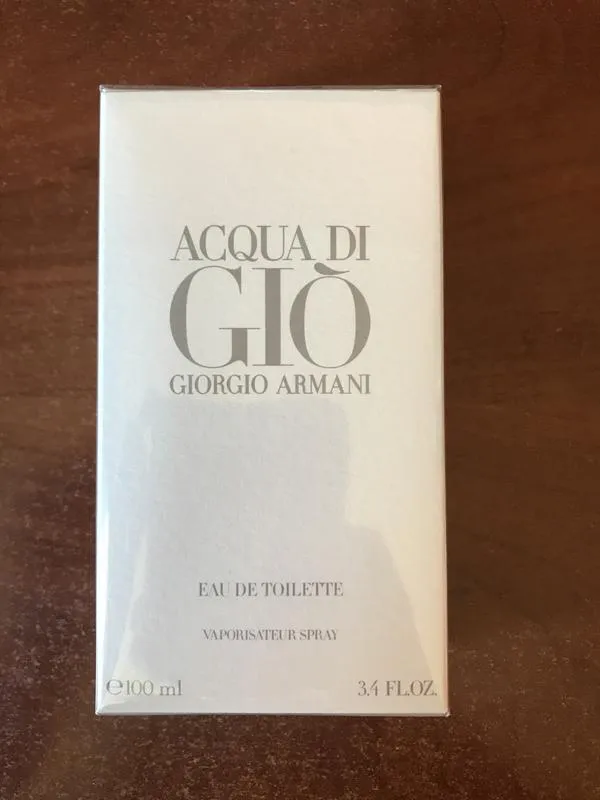 ACQUA DI
GIÒ
GIORGIO ARMANI
EAU DE TOILETTE
VAPORISATEUR SPRAY
℮100 ml 3.4 FL.OZ.